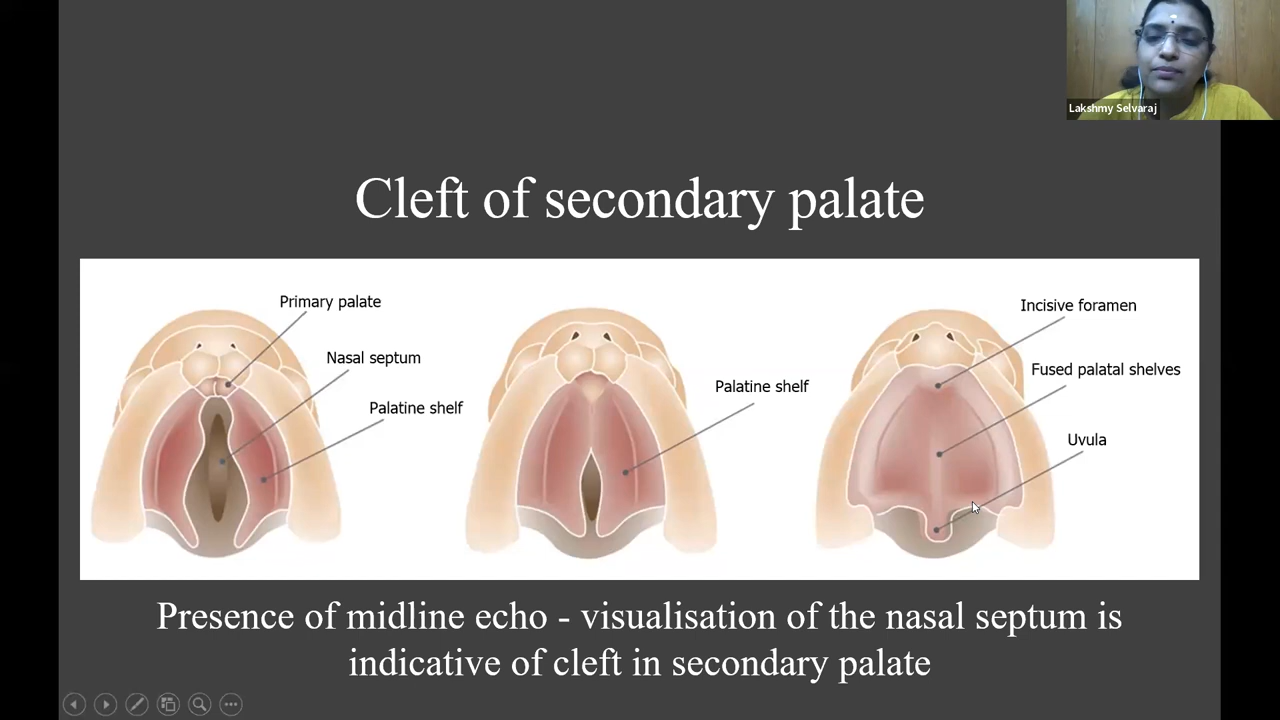 Lakshmy Selvaraj
Cleft of secondary palate
Primary palate
Nasal septum
Palatine shelf
Palatine shelf
Incisive foramen
Fused palatal shelves
Uvula
Presence of midline echo - visualisation of the nasal septum is
indicative of cleft in secondary palate